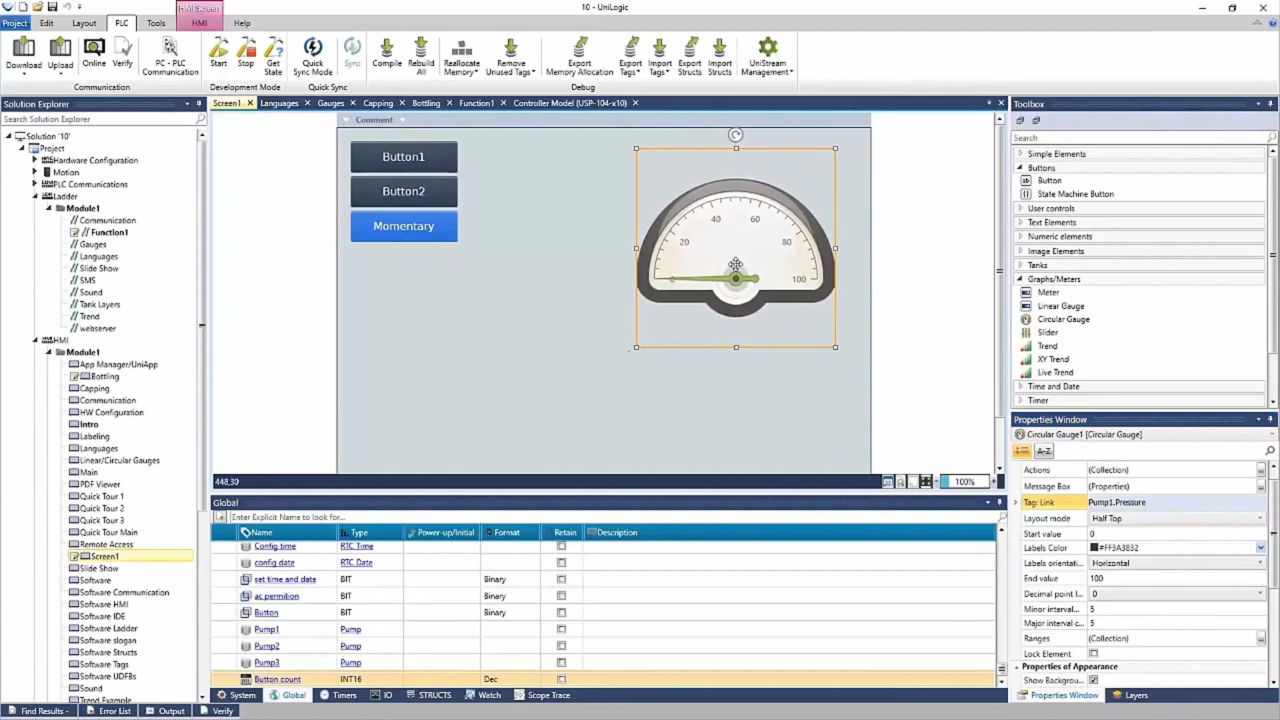 HMI Screen
10 - UniLogic
Project Edit Layout PLC Tools HMI Help
Download Upload Online Verify PC - PLC Communication Start Stop Get State Quick Sync Mode Sync Compile Rebuild All Reallocate Memory Remove Unused Tags Export Memory Allocation Export Tags Import Tags Export Structs Import Structs UniStream Management
Communication Development Mode Quick Sync Debug
Solution Explorer
Search Solution Explorer
Solution '10'
Project
Hardware Configuration
Motion
PLC Communications
Ladder
Module1
Communication
Function1
Gauges
Languages
Slide Show
SMS
Sound
Tank Layers
Trend
webserver
HMI
Module1
App Manager/UniApp
Bottling
Capping
Communication
HW Configuration
Intro
Labeling
Languages
Linear/Circular Gauges
Main
PDF Viewer
Quick Tour 1
Quick Tour 2
Quick Tour 3
Quick Tour Main
Remote Access
Screen1
Slide Show
Software
Software Communication
Software HMI
Software IDE
Software Ladder
Software slogan
Software Structs
Software Tags
Software UDFBs
Sound
Trend Example
Find Results Error List Output Verify
Screen1 Languages Gauges Capping Bottling Function1 Controller Model (USP-104-x10)
Comment
Button1
Button2
Momentary
0 20 40 60 80 100
448,30
100%
Global
Enter Explicit Name to look for...
Name Type Power-up/Initial Format Retain Description
Config time RTC Time
config date RTC Date
set time and date BIT Binary
ac permition BIT Binary
Button BIT Binary
Pump1 Pump
Pump2 Pump
Pump3 Pump
Button count INT16 Dec
System Global Timers IO STRUCTS Watch Scope Trace
Toolbox
Search
Simple Elements
Buttons
Button
State Machine Button
User controls
Text Elements
Numeric elements
Image Elements
Tanks
Graphs/Meters
Meter
Linear Gauge
Circular Gauge
Slider
Trend
XY Trend
Live Trend
Time and Date
Timer
Properties Window
Circular Gauge1 [Circular Gauge]
A-Z
Actions (Collection)
Message Box (Properties)
Tag: Link Pump1.Pressure
Layout mode Half Top
Start value 0
Labels Color #FF3A3832
Labels orientati... Horizontal
End value 100
Decimal point l... 0
Minor interval... 5
Major interval c... 5
Ranges (Collection)
Lock Element
Properties of Appearance
Show Backgrou...
Properties Window Layers